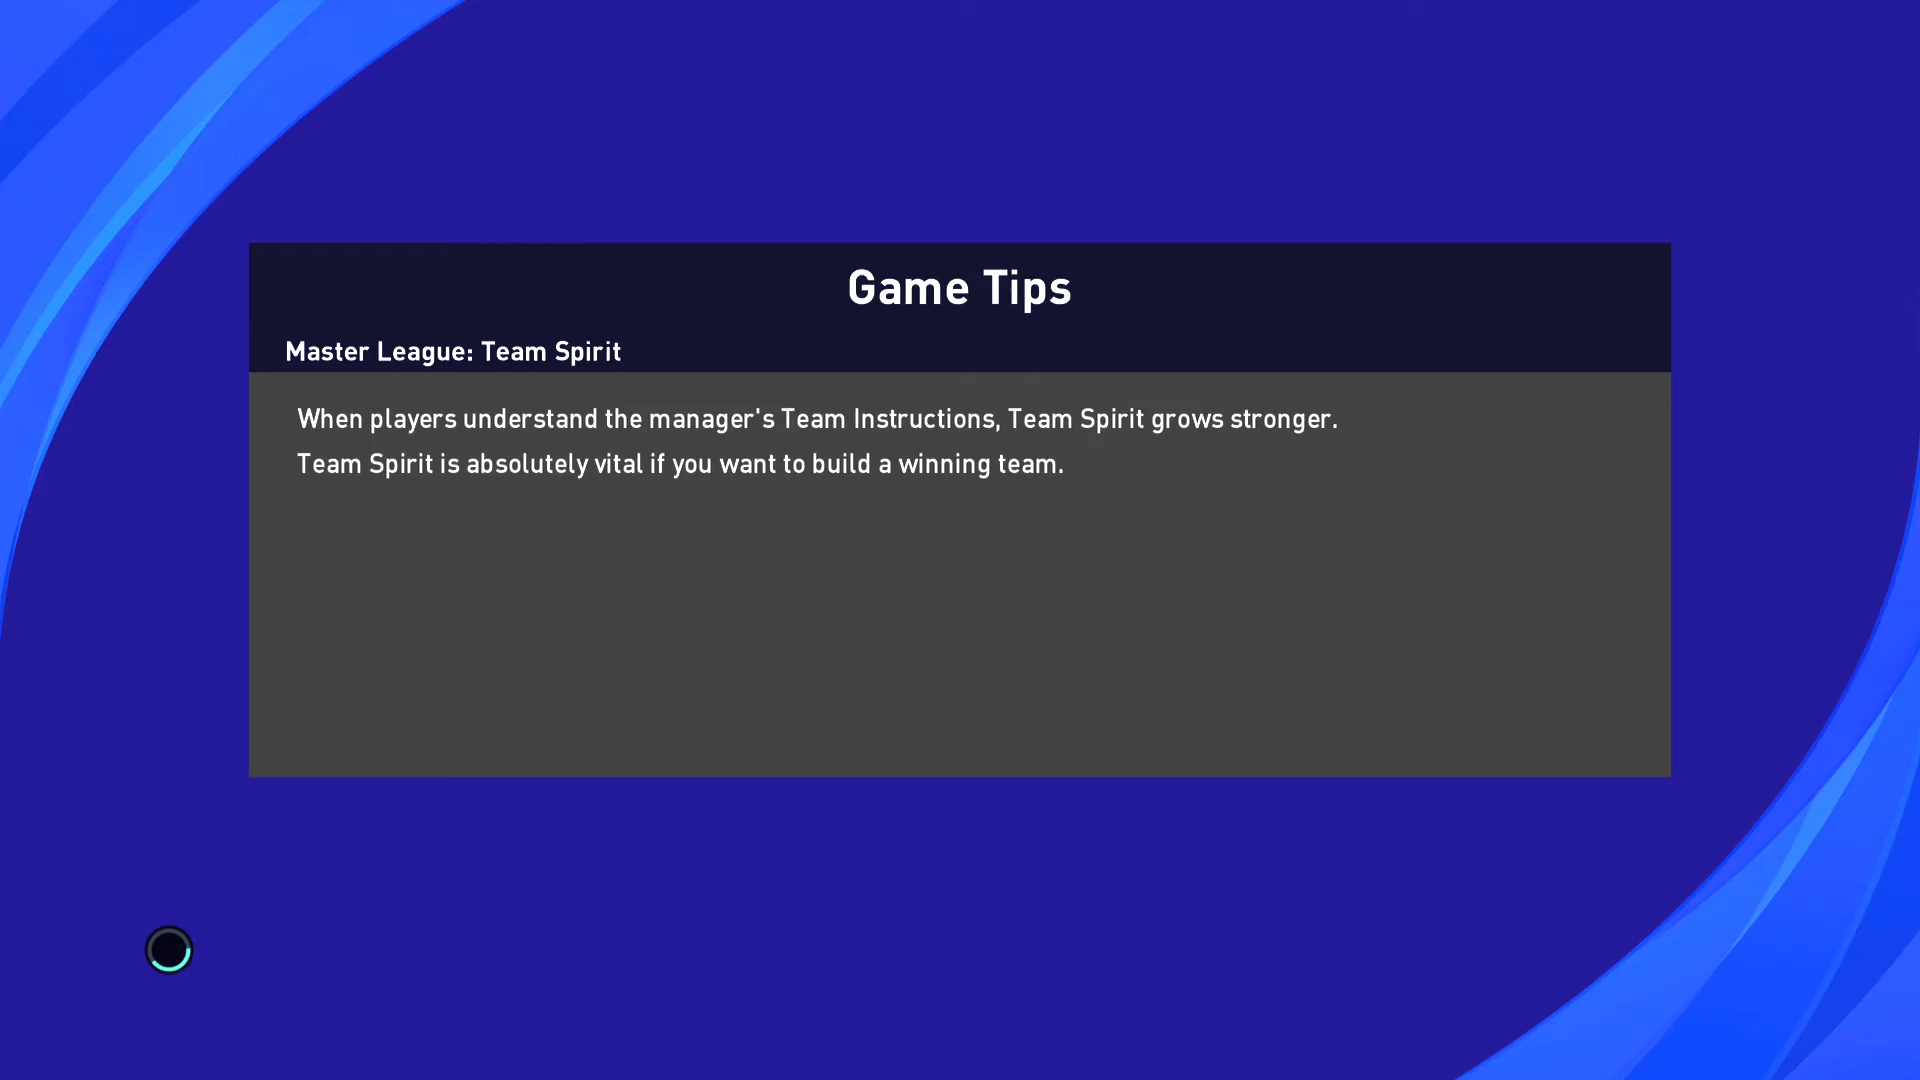 Game Tips
Master League: Team Spirit
When players understand the manager's Team Instructions, Team Spirit grows stronger.
Team Spirit is absolutely vital if you want to build a winning team.